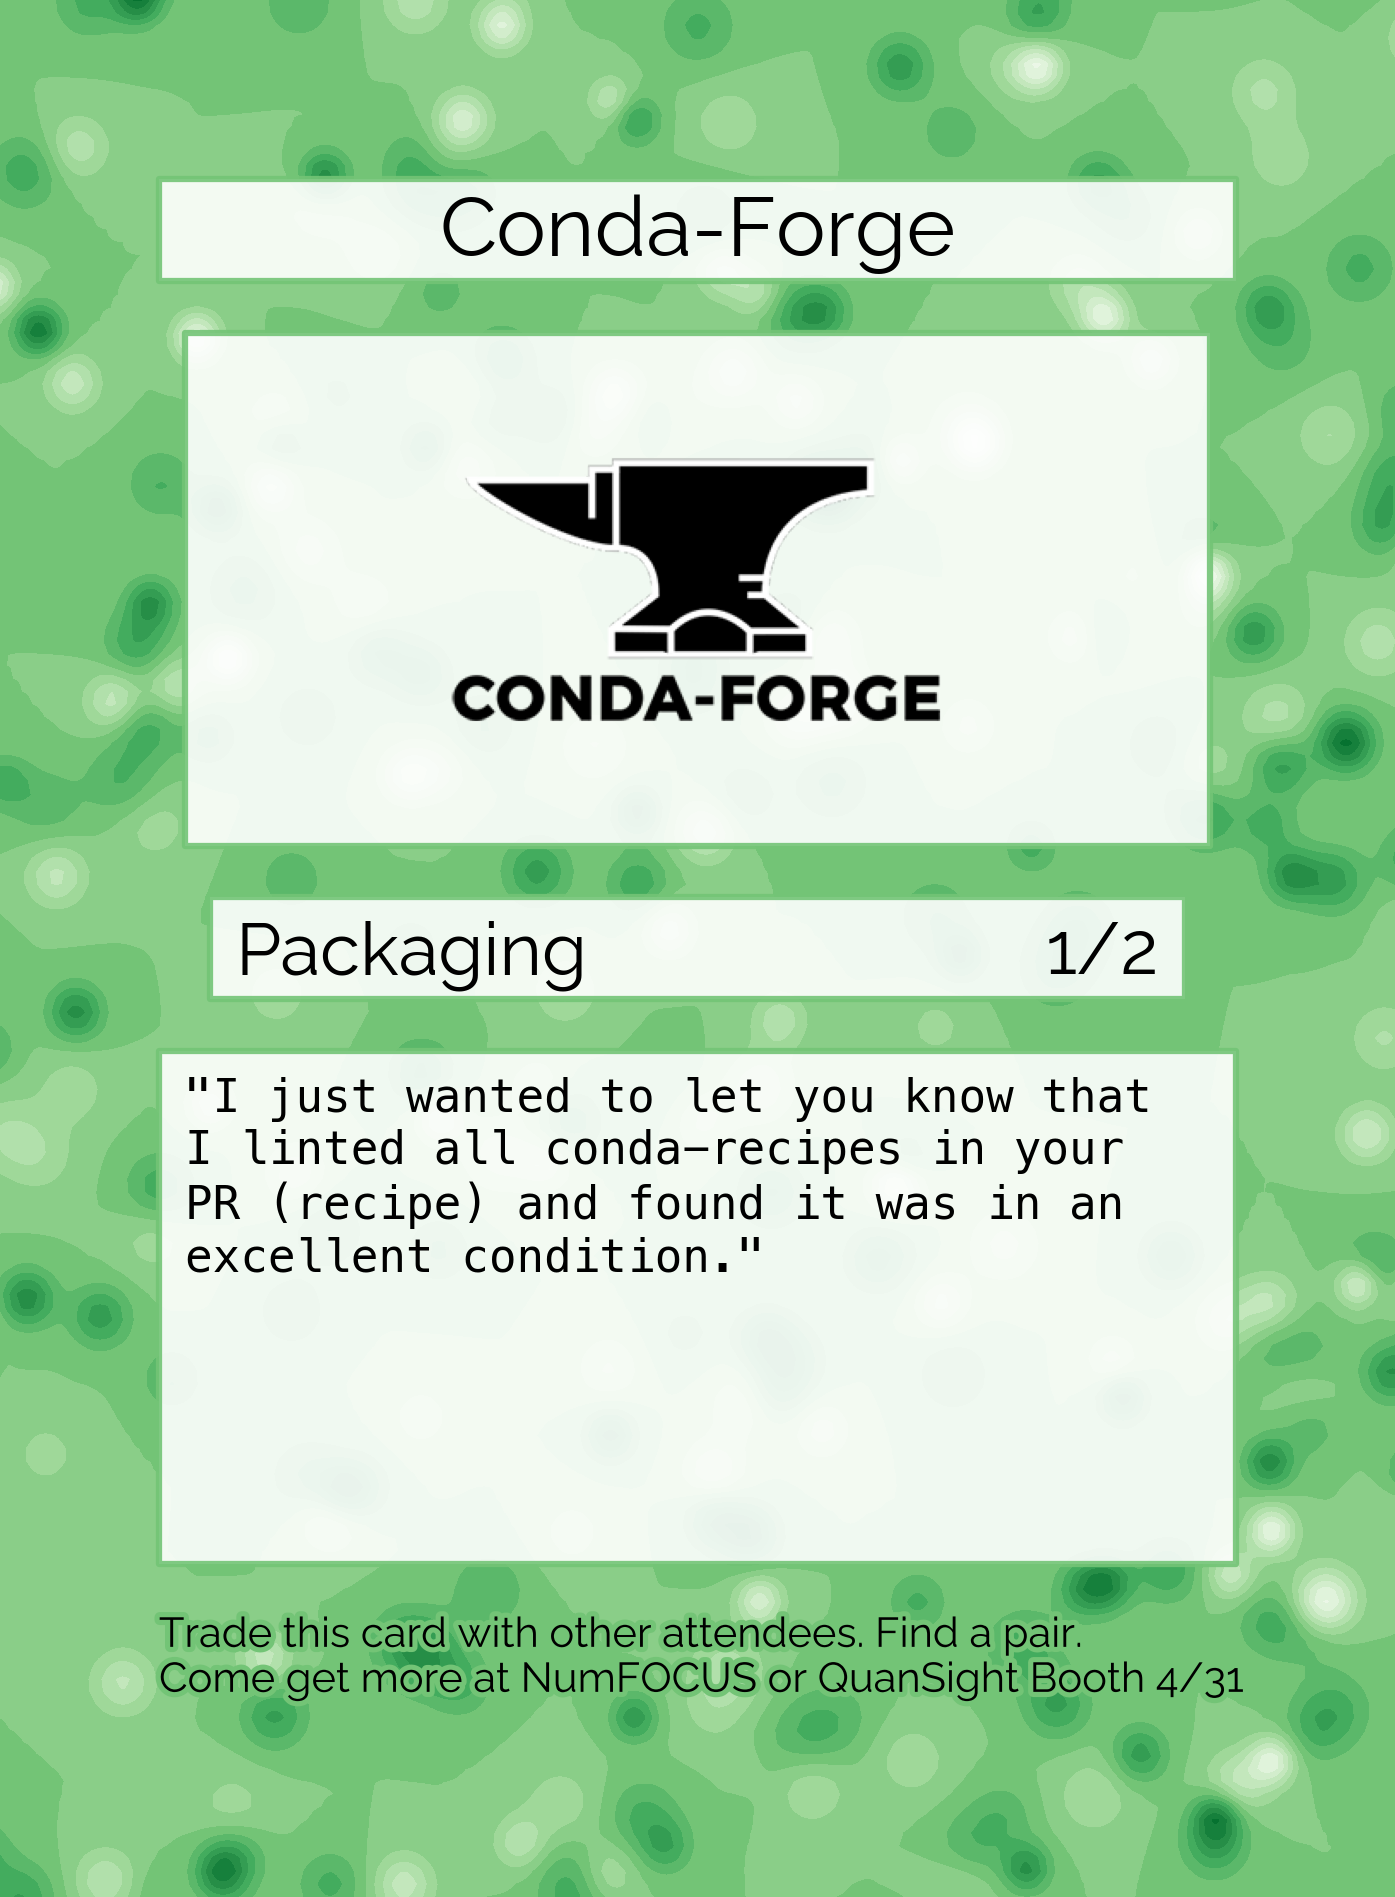 Conda-Forge
CONDA-FORGE
Packaging 1/2
"I just wanted to let you know that
I linted all conda-recipes in your
PR (recipe) and found it was in an
excellent condition."
Trade this card with other attendees. Find a pair.
Come get more at NumFOCUS or QuanSight Booth 4/31